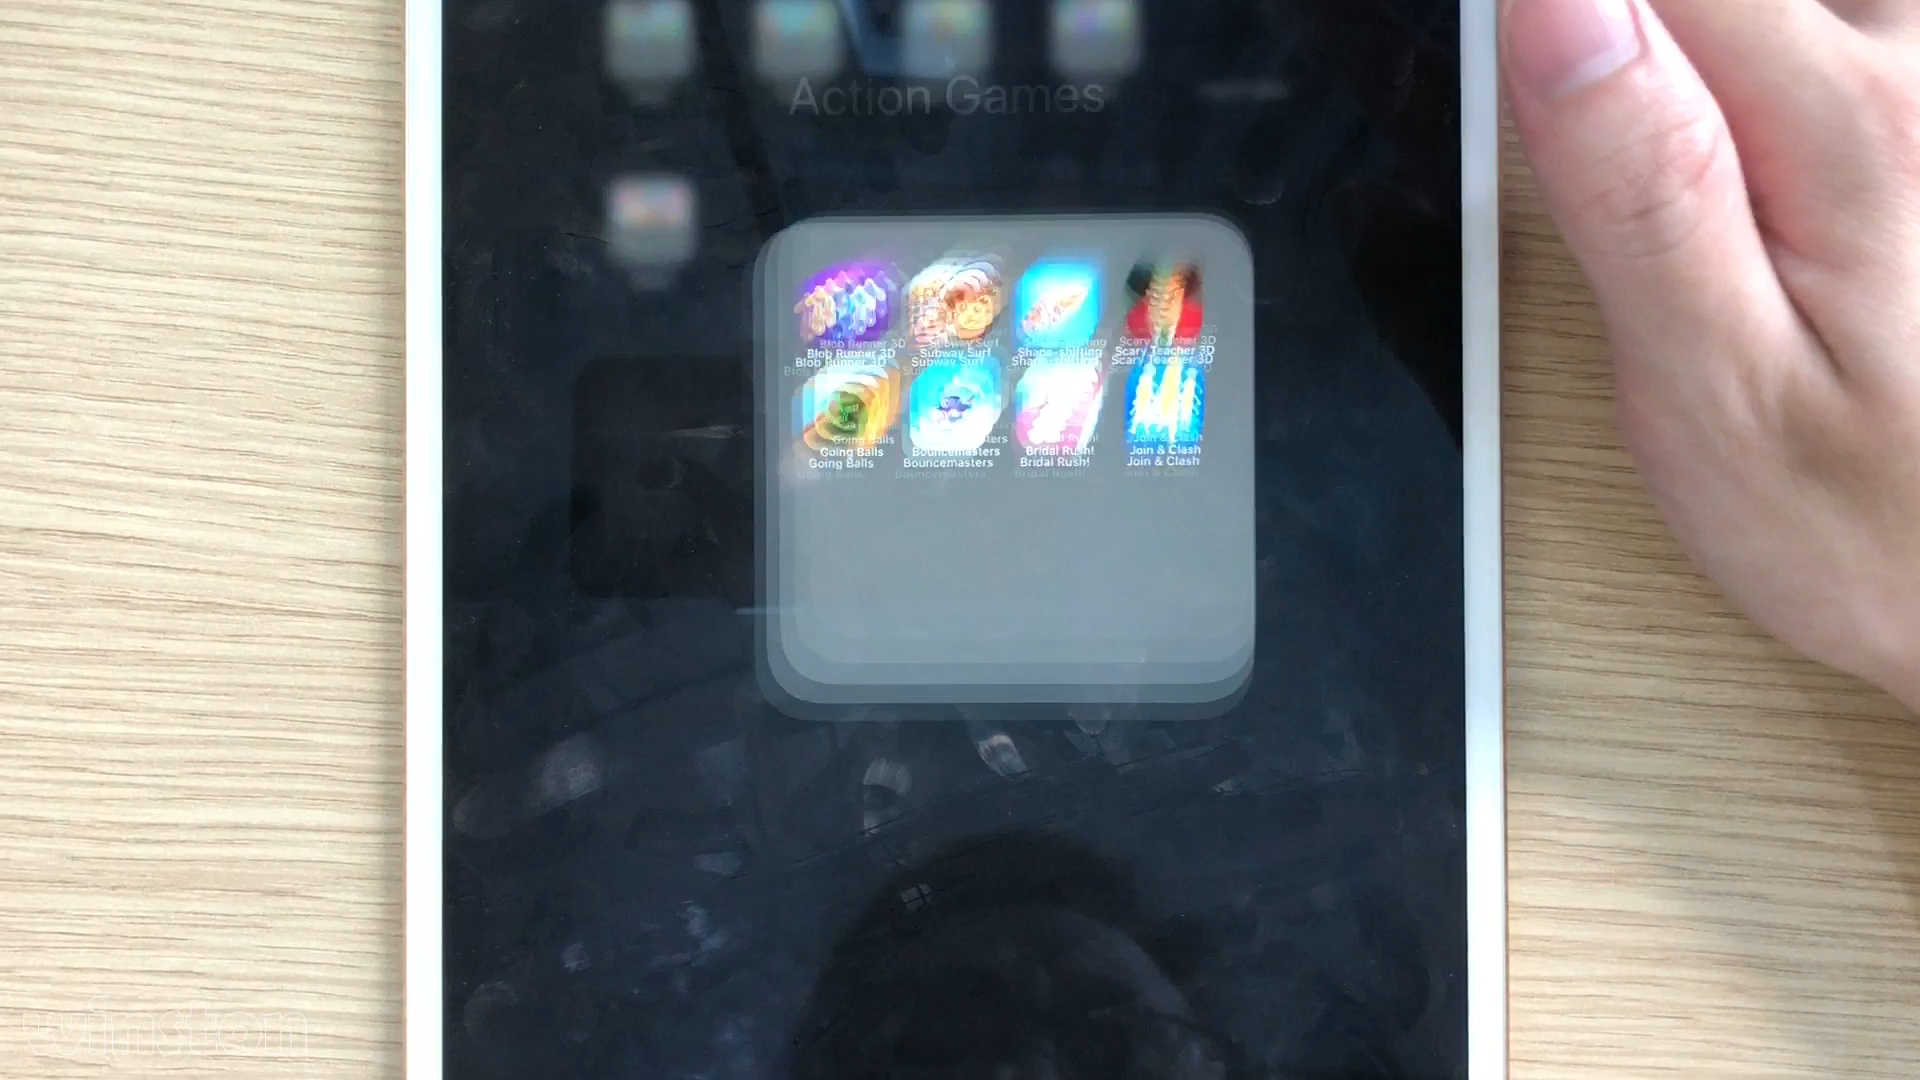 Action Games
Blob Runner 3D
Subway Surf
Shape-shifting
Scary Teacher 3D
Going Balls
Bouncemasters
Bridal Rush!
Join & Clash
winston